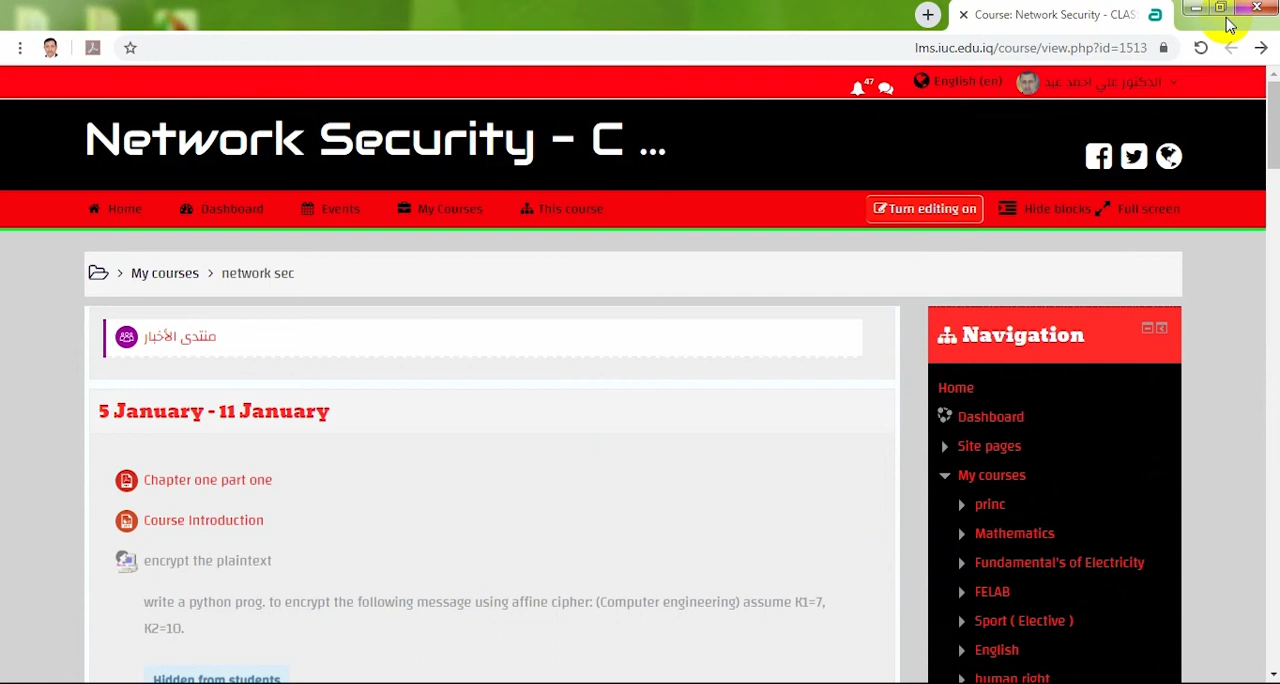 Course: Network Security - CLAS
lms.iuc.edu.iq/course/view.php?id=1513
47
English (en)
الدكتور علي احمد عبد
Network Security - C ...
Home
Dashboard
Events
My Courses
This course
Turn editing on
Hide blocks
Full screen
My courses
network sec
منتدى الأخبار
5 January - 11 January
Chapter one part one
Course Introduction
encrypt the plaintext
write a python prog. to encrypt the following message using affine cipher: (Computer engineering) assume K1=7,
K2=10.
Hidden from students
Navigation
Home
Dashboard
Site pages
My courses
princ
Mathematics
Fundamental's of Electricity
FELAB
Sport ( Elective )
English
human right